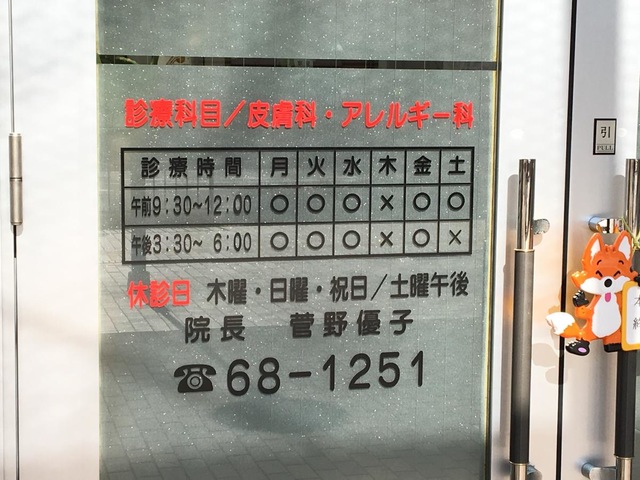 診療科目／皮膚科・アレルギー科
診療時間 月 火 水 木 金 土
午前9:30~12:00 ○ ○ ○ × ○ ○
午後3:30~ 6:00 ○ ○ ○ × ○ ×
休診日 木曜・日曜・祝日／土曜午後
院長 菅野優子
☎68-1251
引
PULL